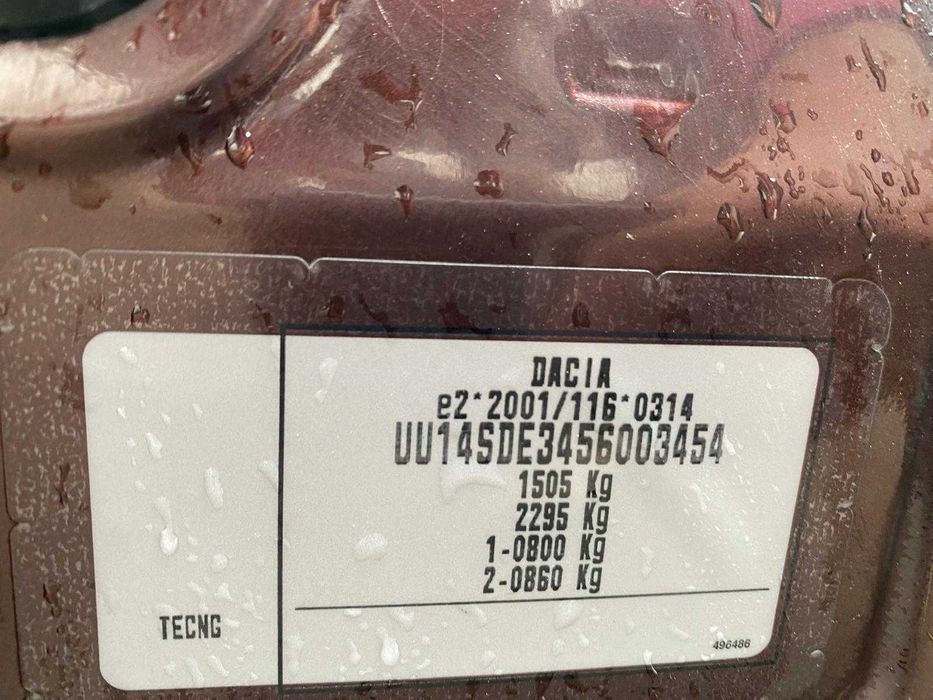 DACIA
e2*2001/116*0314
UU14SDE3456003454
1505 Kg
2295 Kg
1-0800 Kg
2-0860 Kg
TECNG
496486